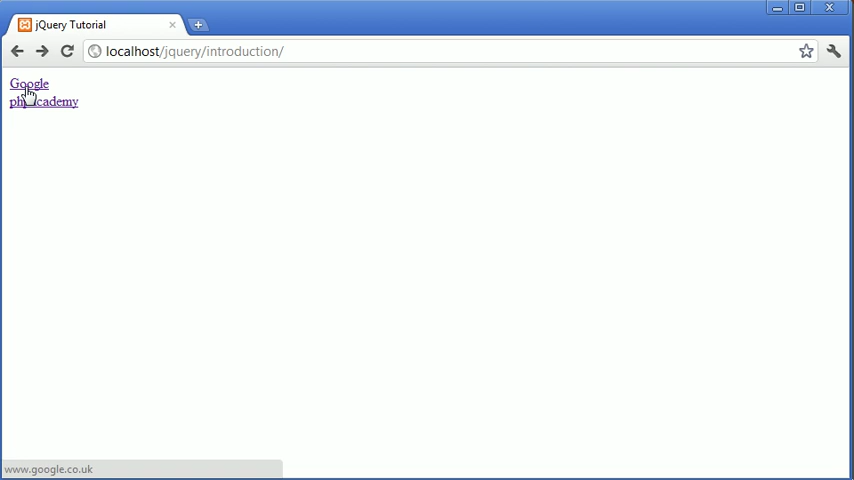 jQuery Tutorial
localhost/jquery/introduction/
Google
phpacademy
www.google.co.uk